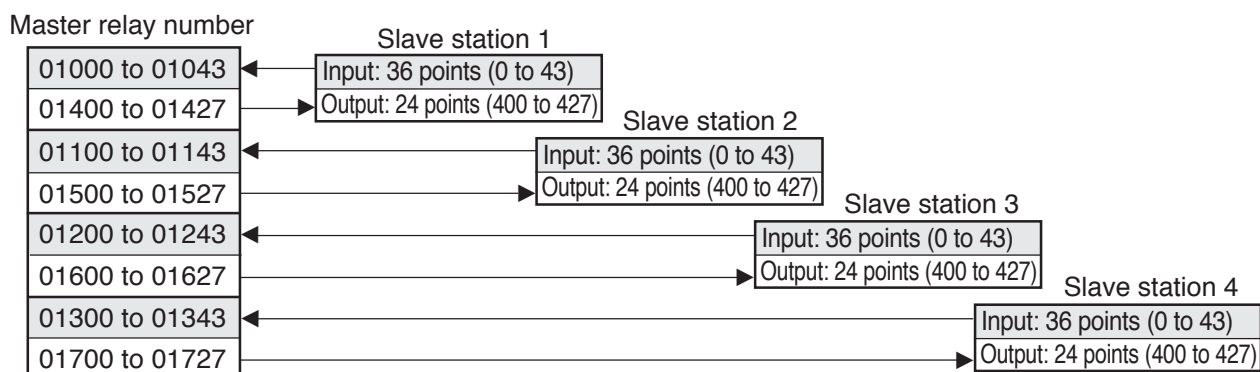 Master relay number
01000 to 01043
01400 to 01427
01100 to 01143
01500 to 01527
01200 to 01243
01600 to 01627
01300 to 01343
01700 to 01727
Slave station 1
Input: 36 points (0 to 43)
Output: 24 points (400 to 427)
Slave station 2
Input: 36 points (0 to 43)
Output: 24 points (400 to 427)
Slave station 3
Input: 36 points (0 to 43)
Output: 24 points (400 to 427)
Slave station 4
Input: 36 points (0 to 43)
Output: 24 points (400 to 427)